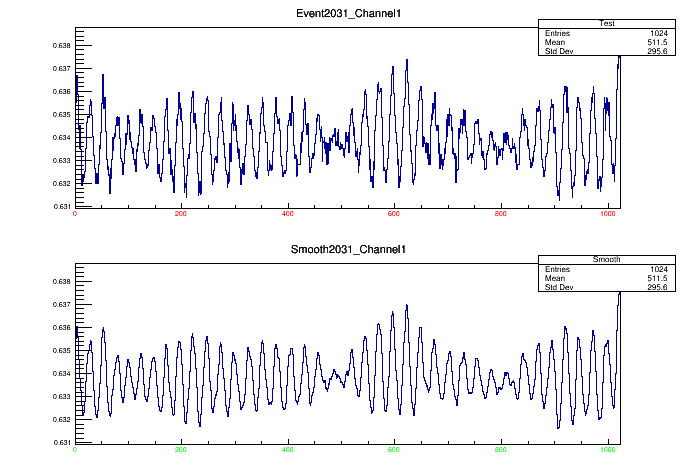 Event2031_Channel1
Test
Entries 1024
Mean 511.5
Std Dev 295.6
0.638
0.637
0.636
0.635
0.634
0.633
0.632
0.631
0 200 400 600 800 1000
Smooth2031_Channel1
Smooth
Entries 1024
Mean 511.5
Std Dev 295.6
0.638
0.637
0.636
0.635
0.634
0.633
0.632
0.631
0 200 400 600 800 1000